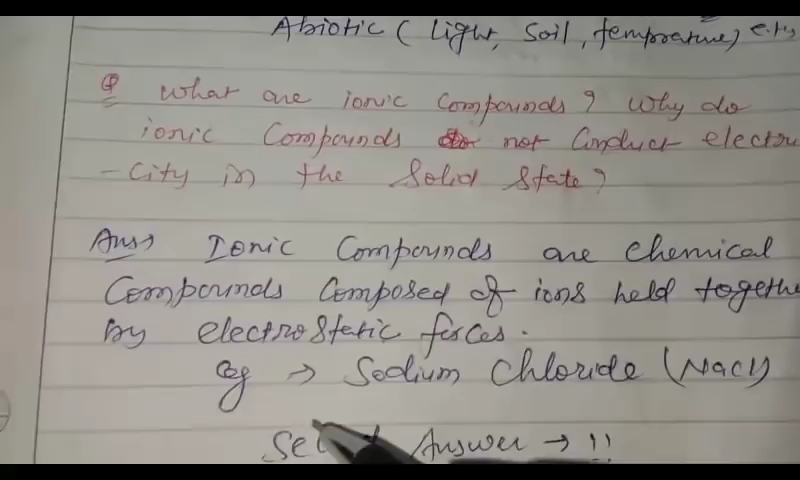 Abiotic (light, soil, temprature) etc
Q what are ionic compounds? why do
ionic compounds not conduct electri
-city in the solid state?
Ans> Ionic compounds are chemical
compounds composed of ions held togethe
by electrostatic forces.
eg → Sodium Chloride (NaCl)
Answer → !!